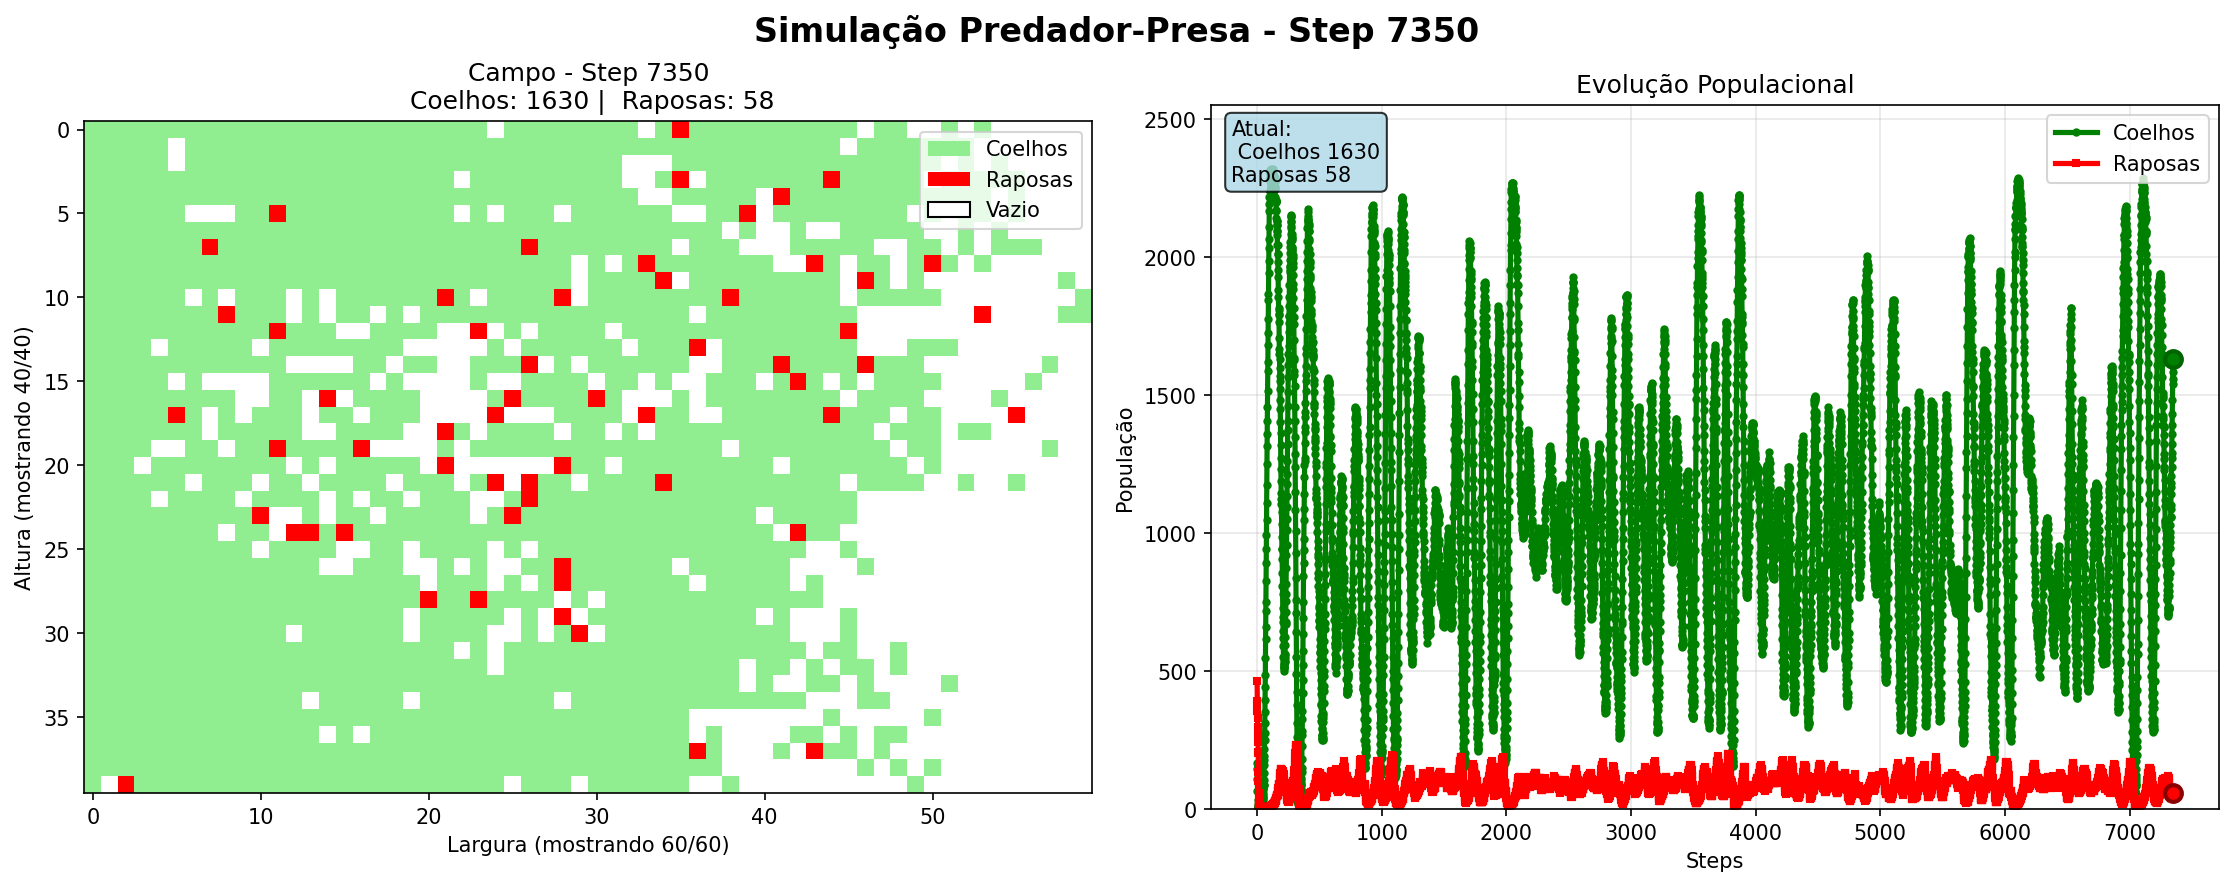 Simulação Predador-Presa - Step 7350
Campo - Step 7350
Coelhos: 1630 |  Raposas: 58
0
5
10
15
20
25
30
35
Altura (mostrando 40/40)
0
10
20
30
40
50
Largura (mostrando 60/60)
Coelhos
Raposas
Vazio
Evolução Populacional
2500
2000
1500
1000
500
0
População
0
1000
2000
3000
4000
5000
6000
7000
Steps
Atual:
Coelhos 1630
Raposas 58
Coelhos
Raposas